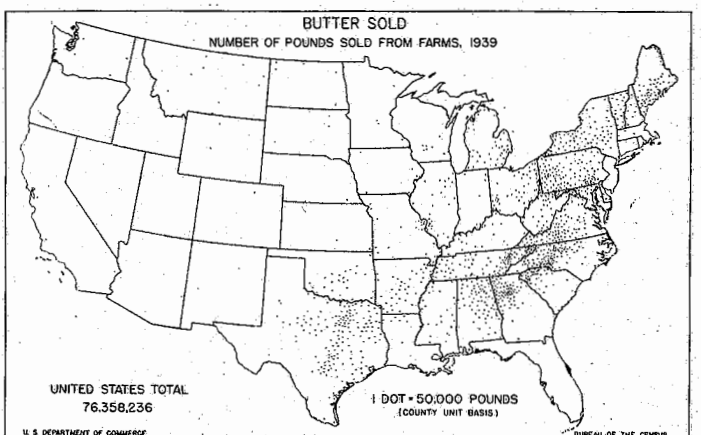 BUTTER SOLD
NUMBER OF POUNDS SOLD FROM FARMS, 1939
UNITED STATES TOTAL
76,358,236
1 DOT = 50,000 POUNDS
(COUNTY UNIT BASIS)
U. S. DEPARTMENT OF COMMERCE
BUREAU OF THE CENSUS